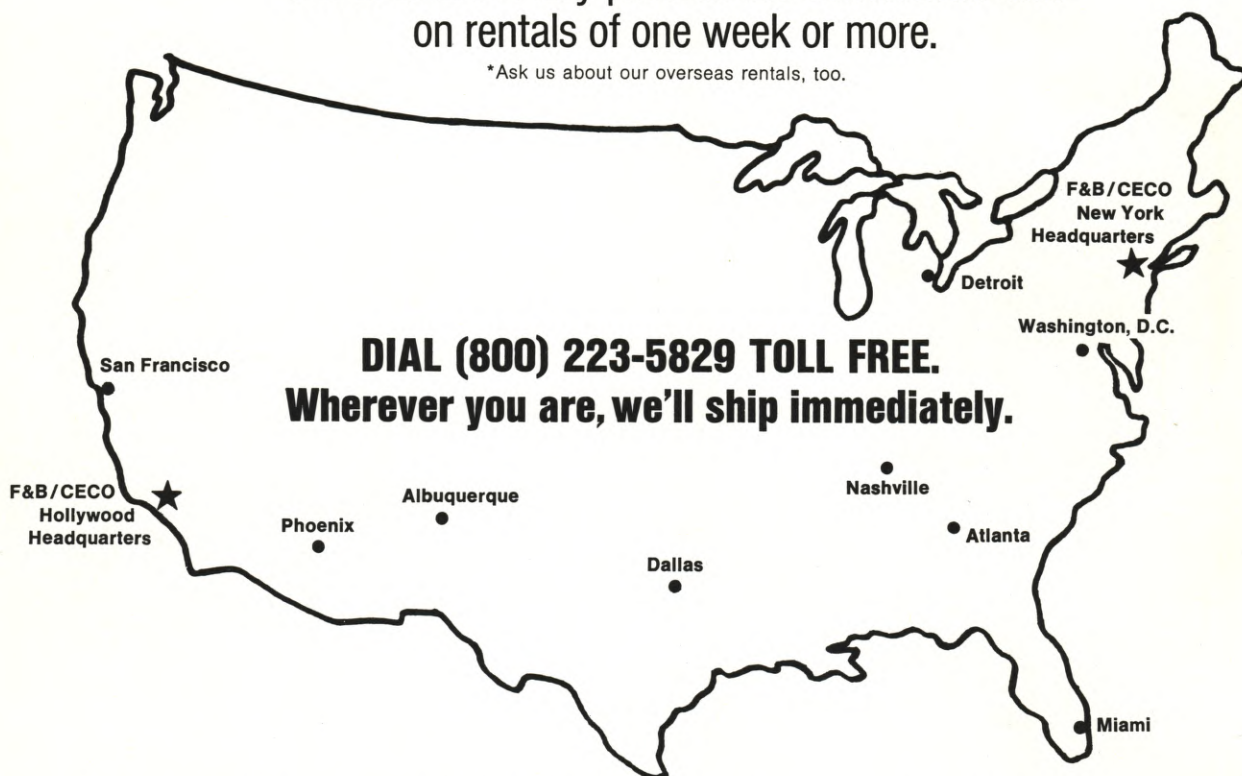 on rentals of one week or more.
*Ask us about our overseas rentals, too.
F&B/CECO
New York
Headquarters
Detroit
Washington, D.C.
San Francisco
DIAL (800) 223-5829 TOLL FREE.
Wherever you are, we'll ship immediately.
F&B/CECO
Hollywood
Headquarters
Albuquerque
Nashville
Phoenix
Atlanta
Dallas
Miami